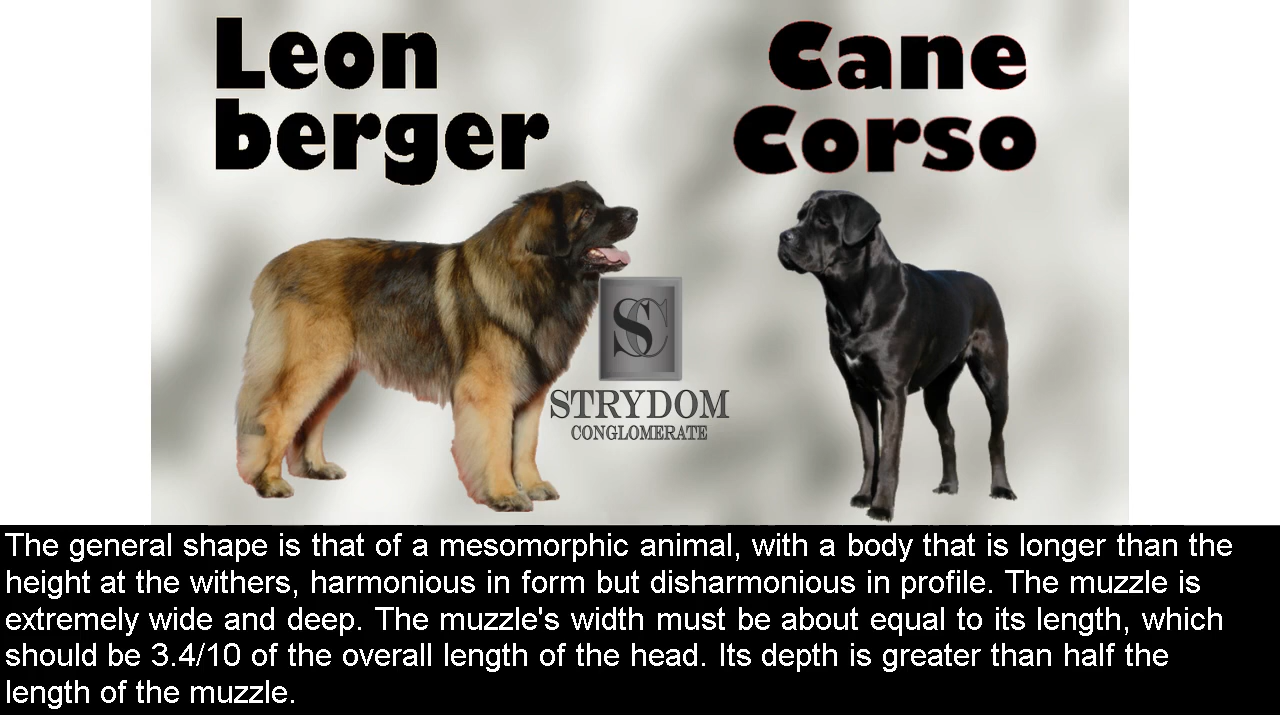 Leon
berger
Cane
Corso
SC
STRYDOM
CONGLOMERATE
The general shape is that of a mesomorphic animal, with a body that is longer than the
height at the withers, harmonious in form but disharmonious in profile. The muzzle is
extremely wide and deep. The muzzle's width must be about equal to its length, which
should be 3.4/10 of the overall length of the head. Its depth is greater than half the
length of the muzzle.